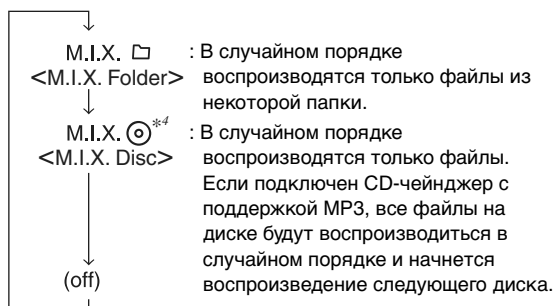 M.I.X. : В случайном порядке
<M.I.X. Folder> воспроизводятся только файлы из
некоторой папки.
M.I.X. *4 : В случайном порядке
<M.I.X. Disc> воспроизводятся только файлы.
Если подключен CD-чейнджер с
поддержкой MP3, все файлы на
диске будут воспроизводиться в
случайном порядке и начнется
(off) воспроизведение следующего диска.